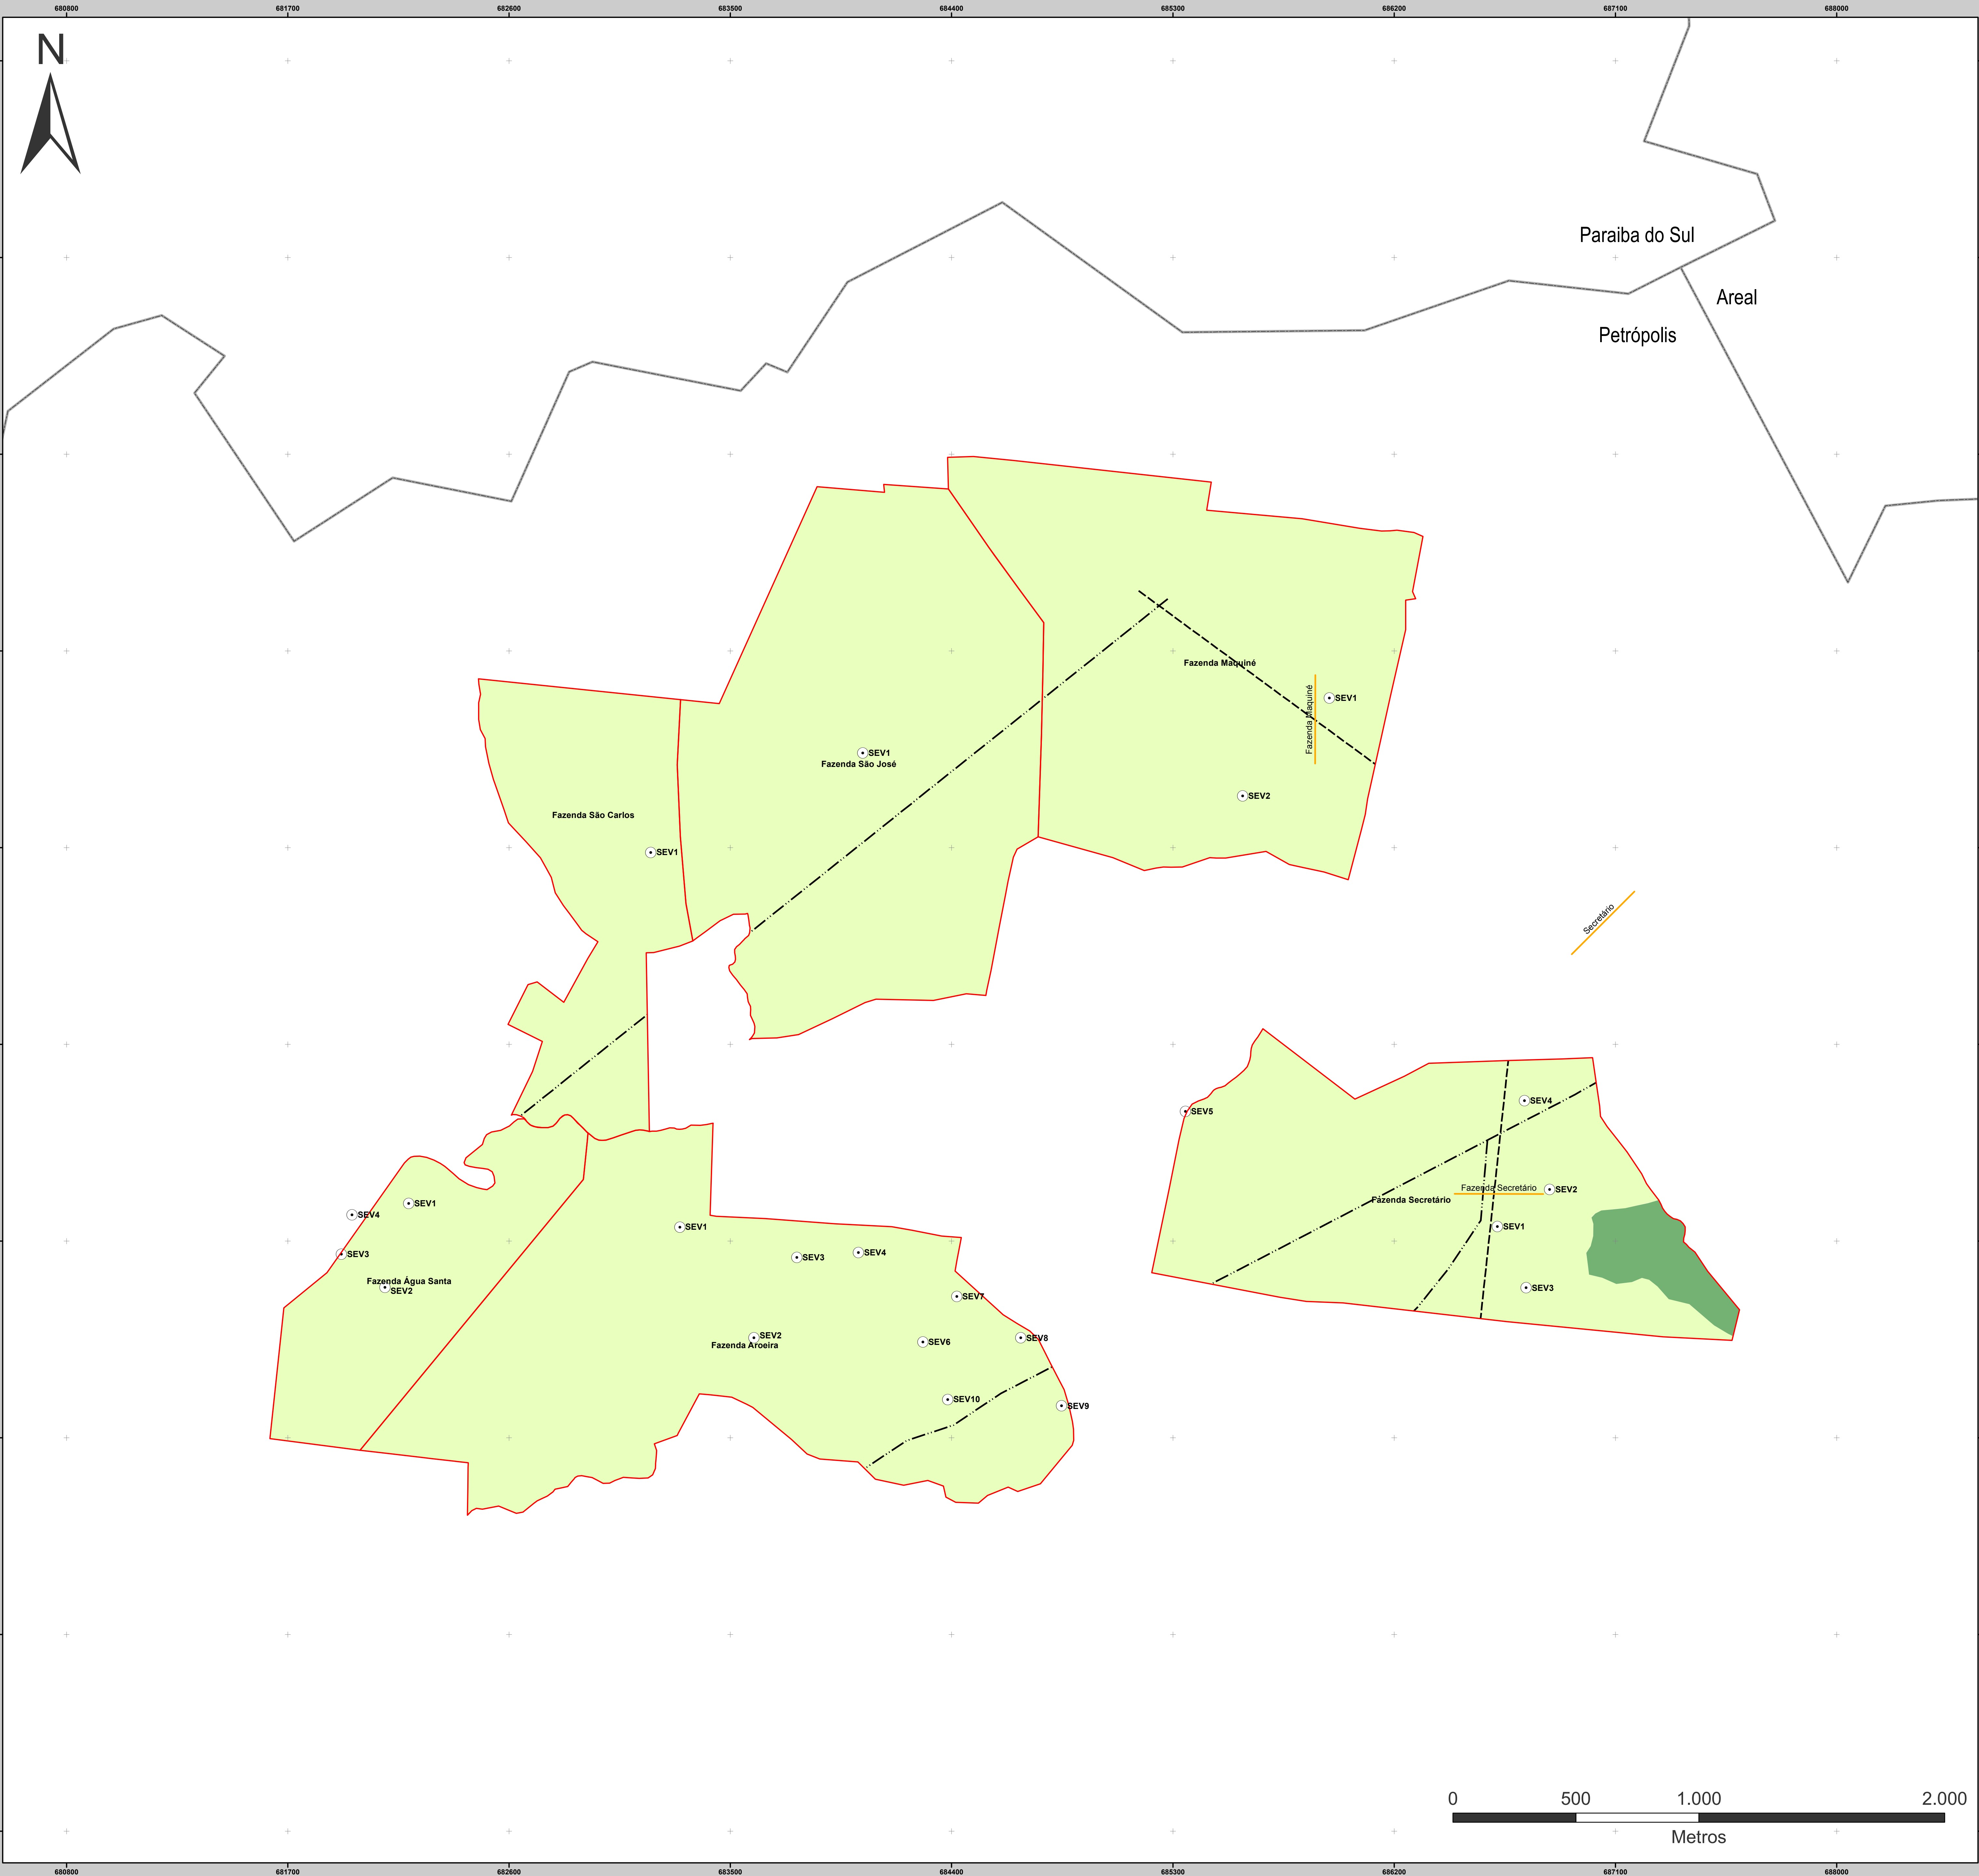 680800 681700 682600 683500 684400 685300 686200 687100 688000
N
Paraiba do Sul
Areal
Petrópolis
Fazenda Maquiné
Fazenda Maquiné
SEV1
SEV1
Fazenda São José
SEV2
Fazenda São Carlos
SEV1
Secretário
SEV5
SEV4
Fazenda Secretário
SEV2
Fazenda Secretário
SEV1
SEV3
SEV1
SEV4
SEV3
Fazenda Água Santa
SEV2
SEV1
SEV3
SEV4
SEV7
SEV2
Fazenda Aroeira
SEV6
SEV8
SEV10
SEV9
0 500 1.000 2.000
Metros
680800 681700 682600 683500 684400 685300 686200 687100 688000